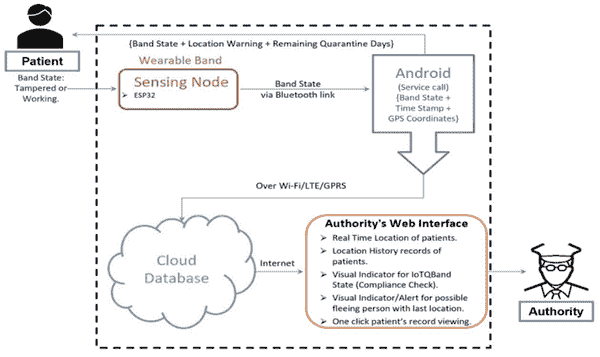 {Band State + Location Warning + Remaining Quarantine Days}
Patient
Band State:
Tampered or
Working.
Wearable Band
Sensing Node
➤ ESP32
Band State
via Bluetooth link
Android
(Service call)
{Band State +
Time Stamp +
GPS Coordinates}
Over Wi-Fi/LTE/GPRS
Cloud
Database
Internet
Authority's Web Interface
➤ Real Time Location of patients.
➤ Location History records of
patients.
➤ Visual Indicator for IoTQBand
State (Compliance Check).
➤ Visual Indicator/Alert for possible
fleeing person with last location.
➤ One click patient's record viewing.
Authority